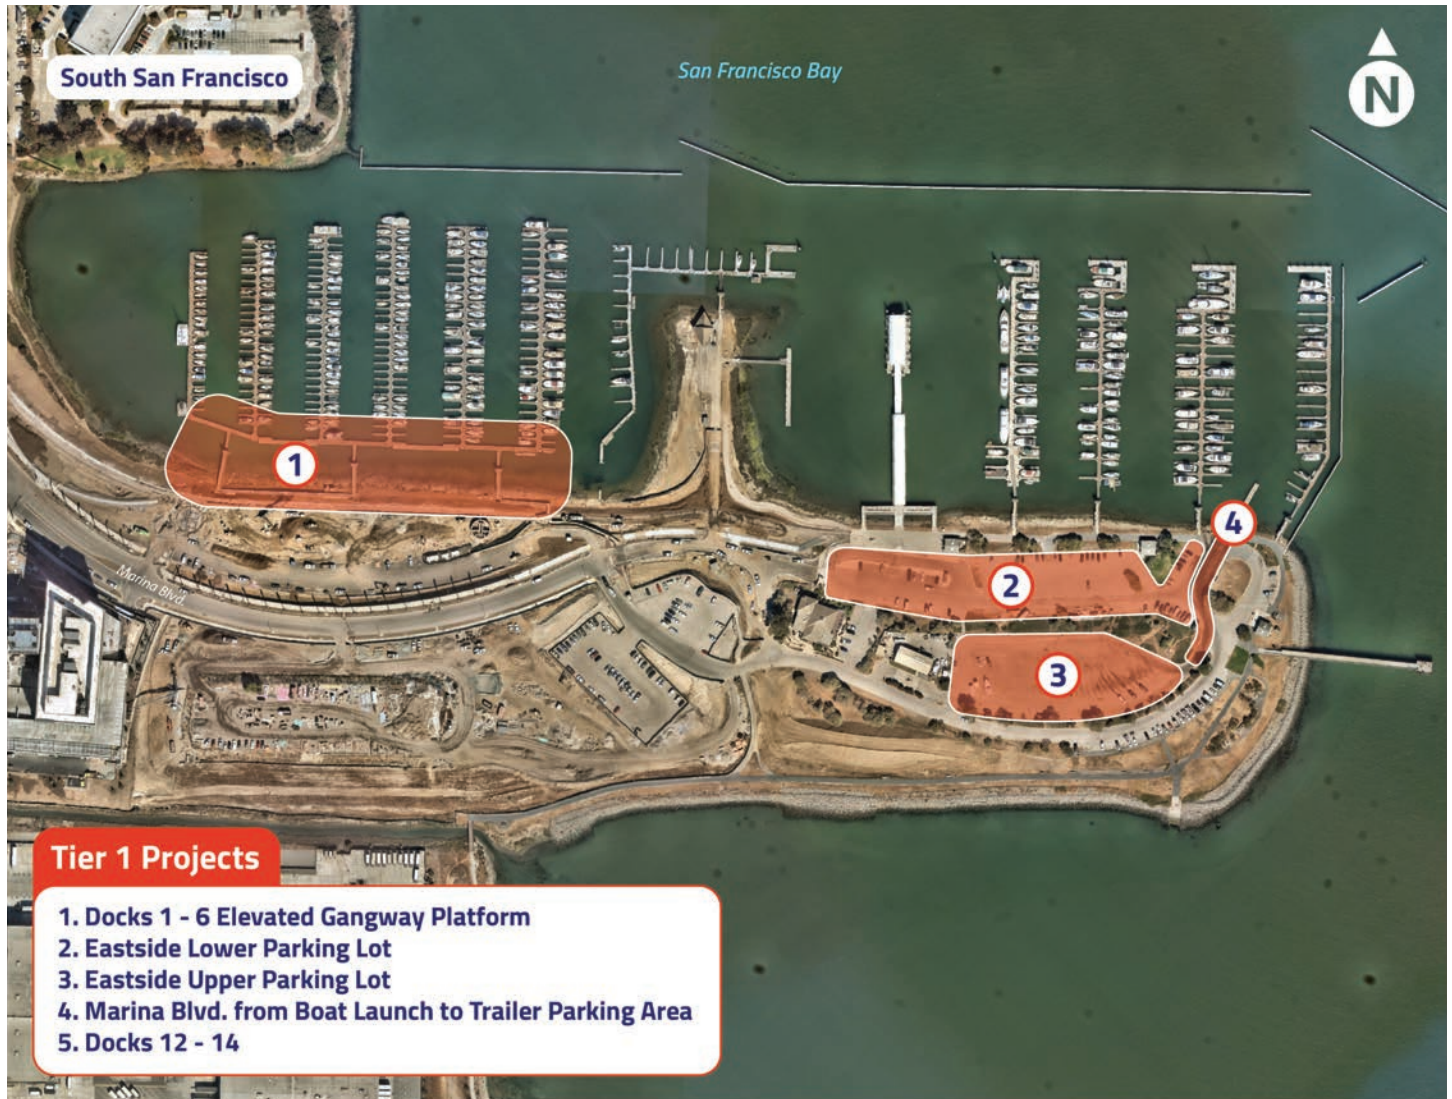 South San Francisco
San Francisco Bay
N
1
4
2
Marina Blvd.
3
Tier 1 Projects
1. Docks 1 - 6 Elevated Gangway Platform
2. Eastside Lower Parking Lot
3. Eastside Upper Parking Lot
4. Marina Blvd. from Boat Launch to Trailer Parking Area
5. Docks 12 - 14